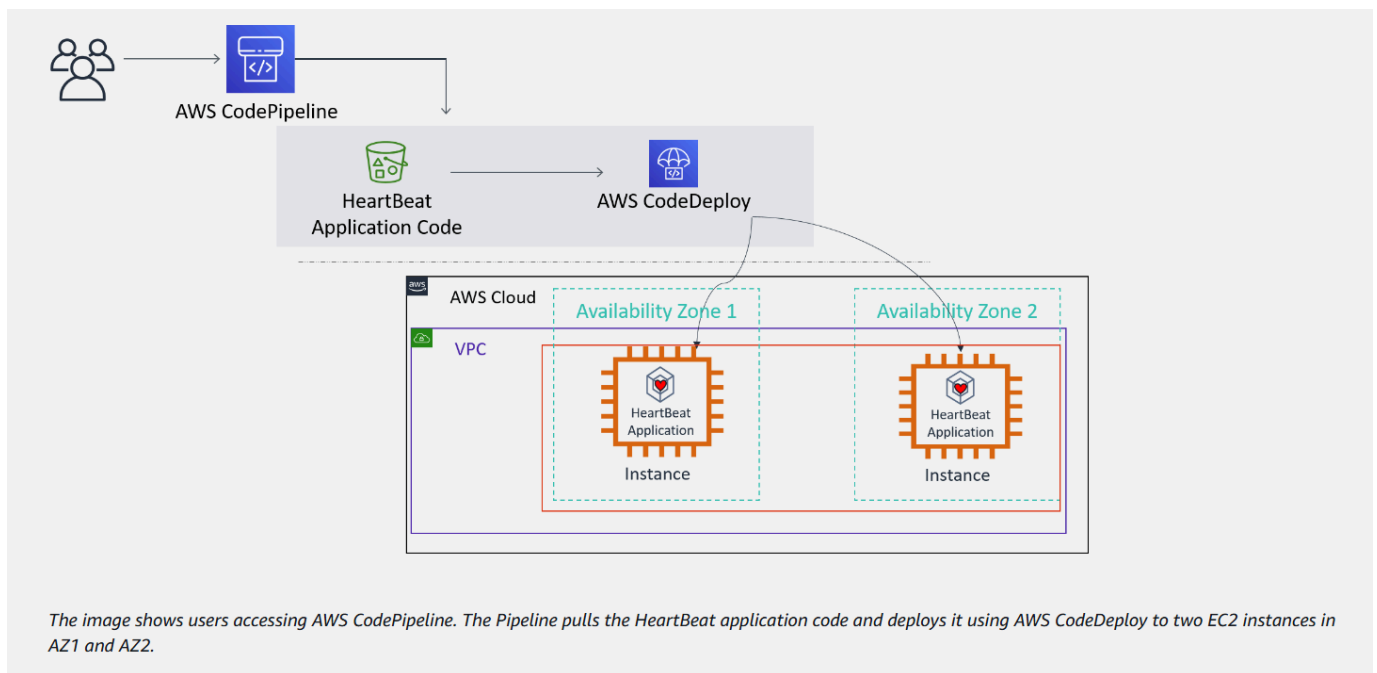 AWS CodePipeline
HeartBeat
Application Code
AWS CodeDeploy
aws
AWS Cloud
Availability Zone 1
Availability Zone 2
VPC
HeartBeat
Application
HeartBeat
Application
Instance
Instance
The image shows users accessing AWS CodePipeline. The Pipeline pulls the HeartBeat application code and deploys it using AWS CodeDeploy to two EC2 instances in
AZ1 and AZ2.